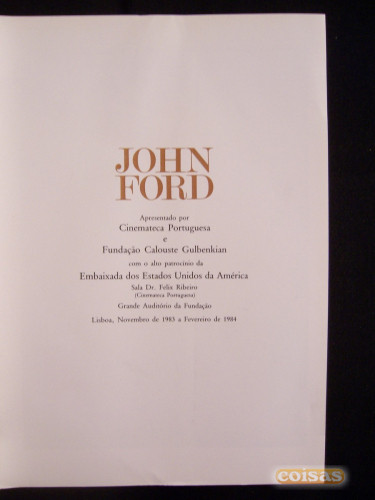 JOHN
FORD
Apresentado por
Cinemateca Portuguesa
e
Fundação Calouste Gulbenkian
com o alto patrocínio da
Embaixada dos Estados Unidos da América
Sala Dr. Felix Ribeiro
(Cinemateca Portuguesa)
Grande Auditório da Fundação
Lisboa, Novembro de 1983 a Fevereiro de 1984
coisas